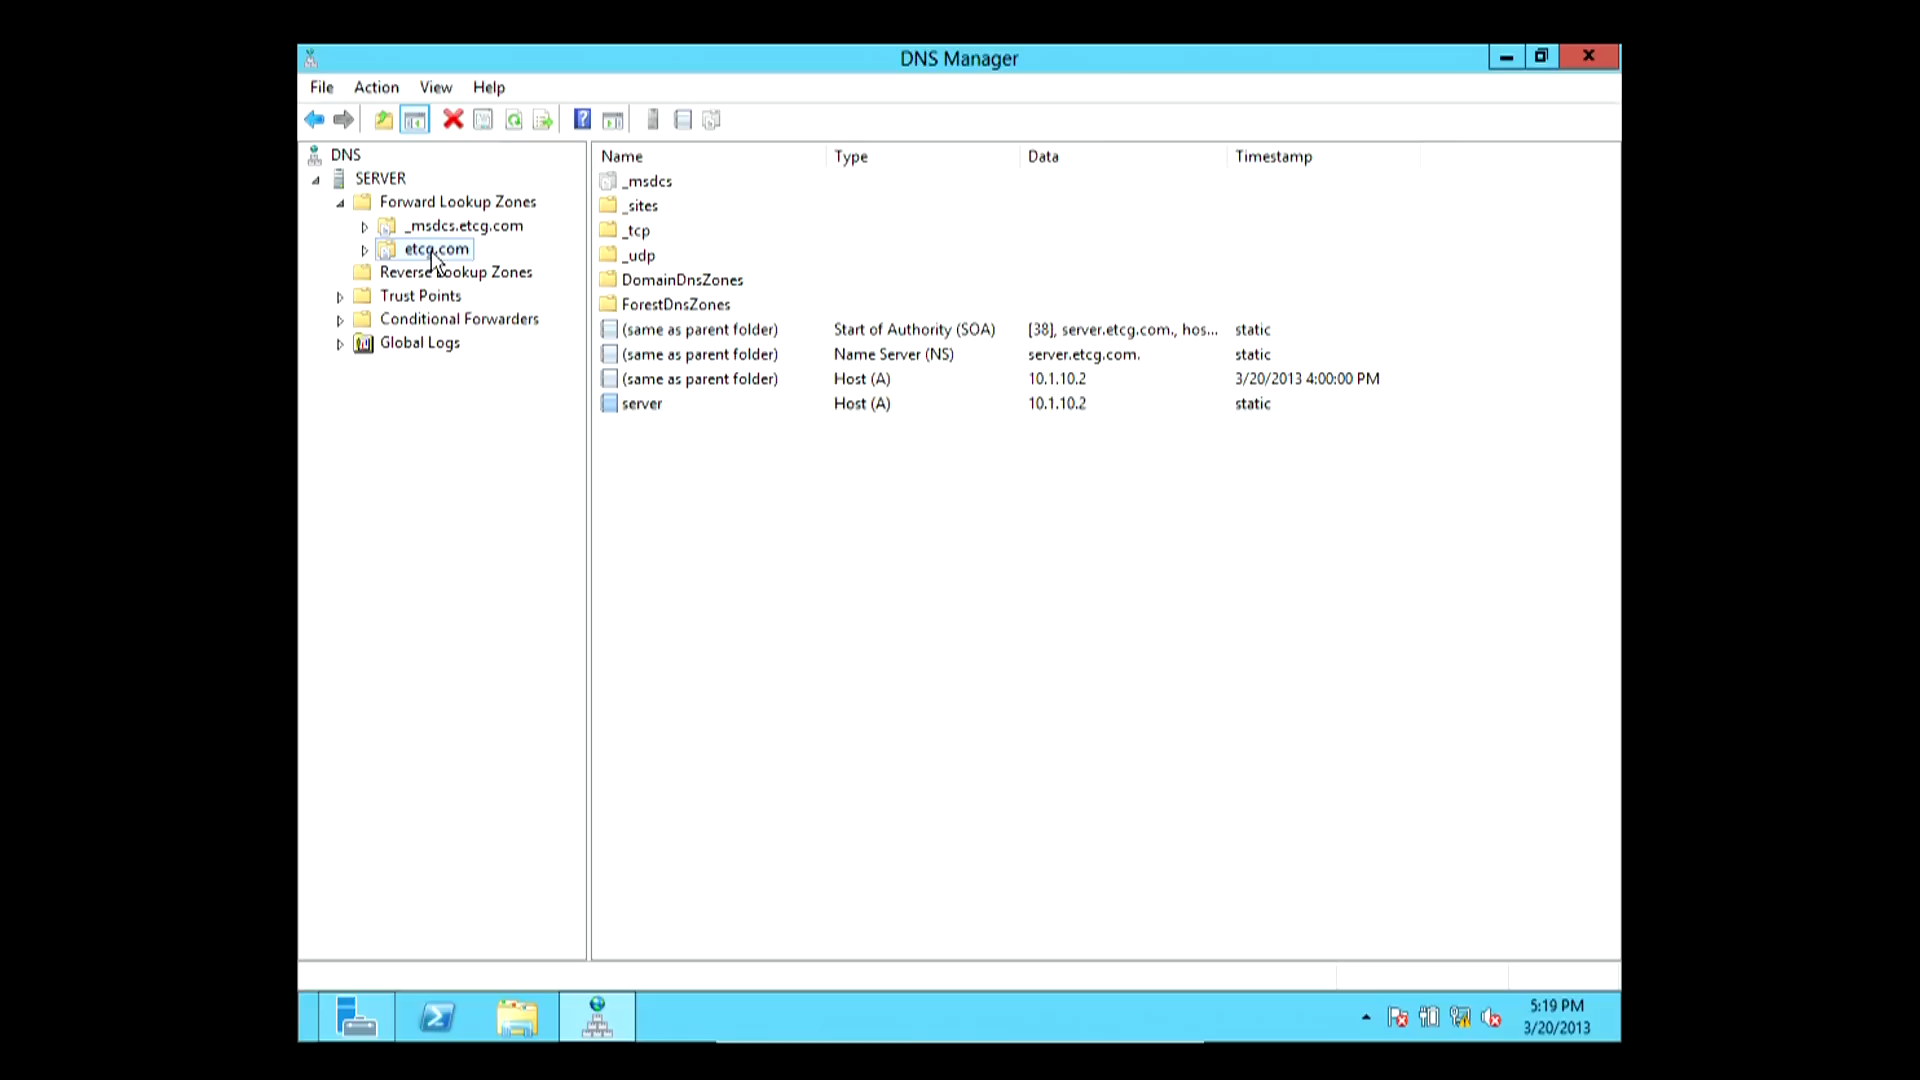 DNS Manager
File Action View Help
DNS
SERVER
Forward Lookup Zones
_msdcs.etcg.com
etcg.com
Reverse Lookup Zones
Trust Points
Conditional Forwarders
Global Logs
Name Type Data Timestamp
_msdcs
_sites
_tcp
_udp
DomainDnsZones
ForestDnsZones
(same as parent folder) Start of Authority (SOA) [38], server.etcg.com., hos... static
(same as parent folder) Name Server (NS) server.etcg.com. static
(same as parent folder) Host (A) 10.1.10.2 3/20/2013 4:00:00 PM
server Host (A) 10.1.10.2 static
5:19 PM
3/20/2013